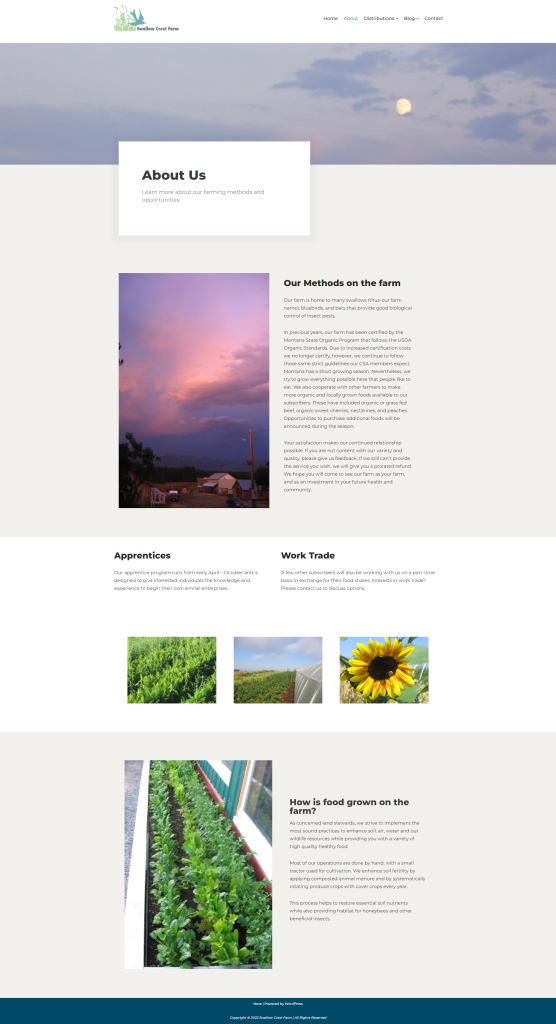 Swallow Crest Farm
Home About Distributions Blog Contact
About Us
Learn more about our farming methods and
opportunities.
Our Methods on the farm
Our farm is home to many swallows (thus-our farm
name), bluebirds, and bats that provide good biological
control of insect pests.
In previous years, our farm has been certified by the
Montana State Organic Program that follows the USDA
Organic Standards. Due to increased certification costs
we no longer certify, however, we continue to follow
those same strict guidelines our CSA members expect.
Montana has a short growing season. Nevertheless, we
try to grow everything possible here that people like to
eat. We also cooperate with other farmers to make
more organic and locally grown foods available to our
subscribers. These have included organic or grass fed
beef, organic sweet cherries, nectarines, and peaches.
Opportunities to purchase additional foods will be
announced during the season.
Your satisfaction makes our continued relationship
possible. If you are not content with our variety and
quality, please give us feedback. If we still can't provide
the service you wish, we will give you a prorated refund.
We hope you will come to see our farm as your farm,
and as an investment in your future health and
community.
Apprentices
Our apprentice program runs from early April – October and is
designed to give interested individuals the knowledge and
experience to begin their own similar enterprises.
Work Trade
A few other subscribers will also be working with us on a part-time
basis in exchange for their food shares. Interests in work trade?
Please contact us to discuss options.
How is food grown on the
farm?
As concerned land stewards, we strive to implement the
most sound practices to enhance soil, air, water and our
wildlife resources while providing you with a variety of
high quality healthy food.
Most of our operations are done by hand, with a small
tractor used for cultivation. We enhance soil fertility by
applying composted animal manure and by systematically
rotating produce crops with cover crops every year.
This process helps to restore essential soil nutrients
while also providing habitat for honeybees and other
beneficial insects.
Neve | Powered by WordPress
Copyright © 2022 Swallow Crest Farm | All Rights Reserved